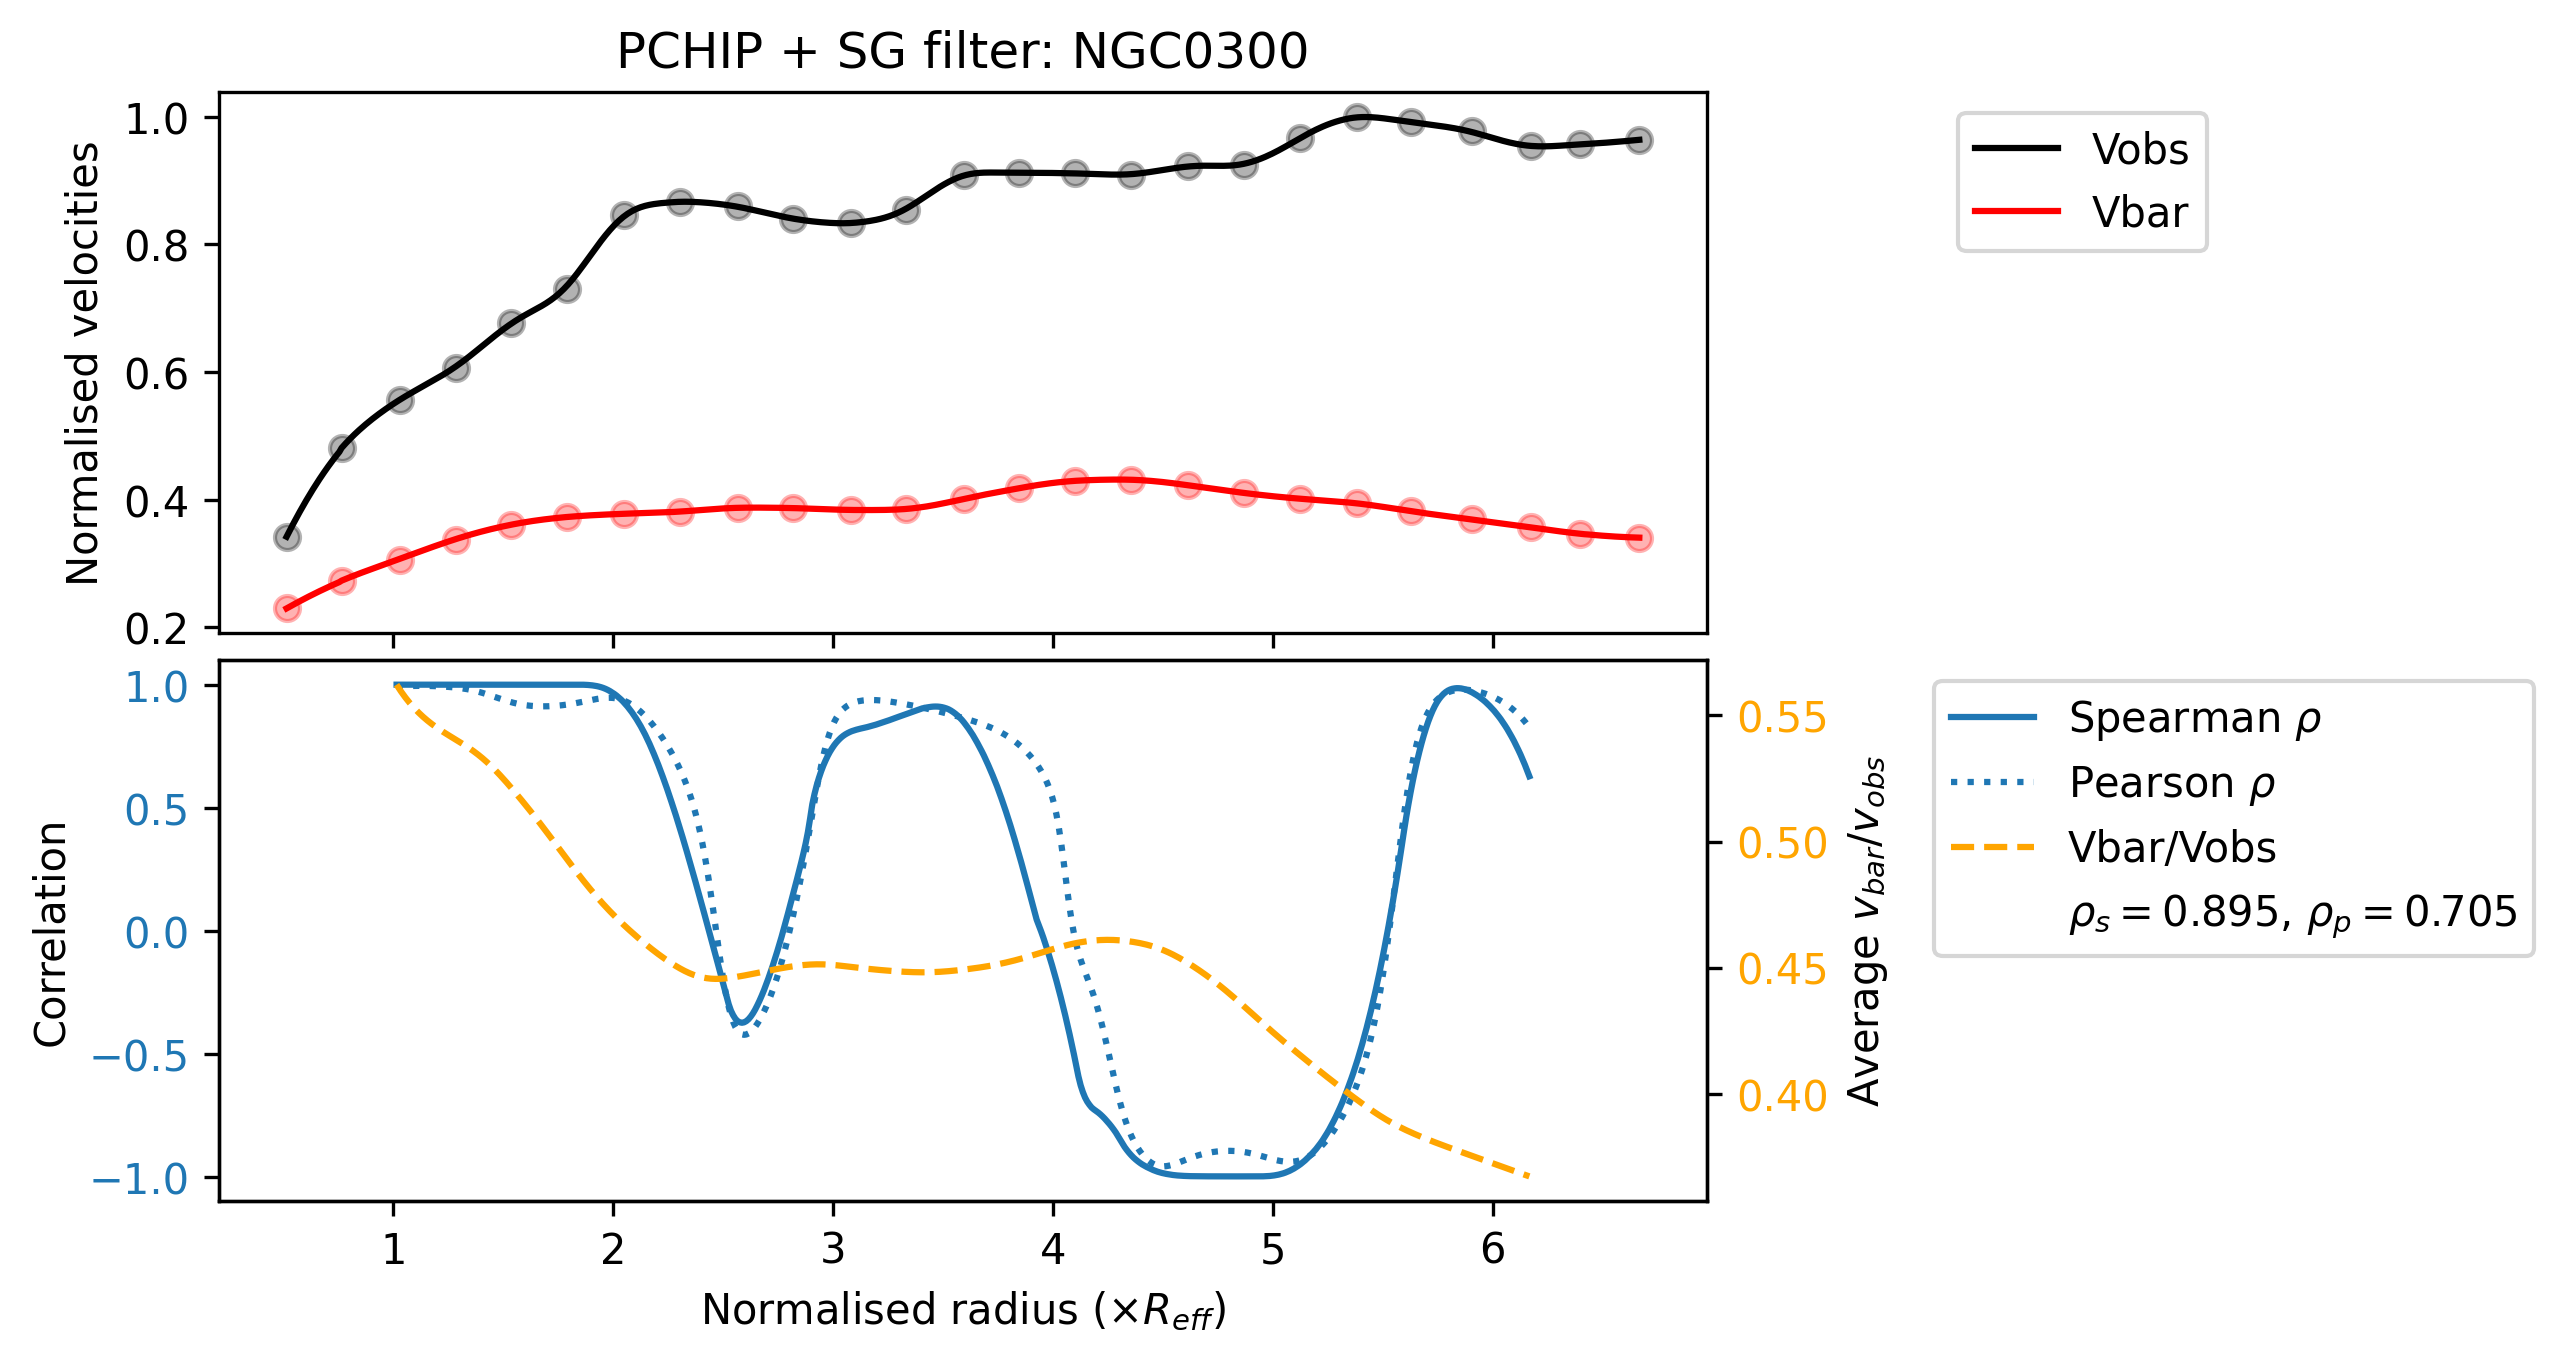 PCHIP + SG filter: NGC0300
Normalised velocities
1.0
0.8
0.6
0.4
0.2
Vobs
Vbar
Correlation
1.0
0.5
0.0
−0.5
−1.0
0.55
0.50
0.45
0.40
Average v_bar/v_obs
Spearman ρ
Pearson ρ
Vbar/Vobs
ρ_s = 0.895, ρ_p = 0.705
1 2 3 4 5 6
Normalised radius (×R_eff)